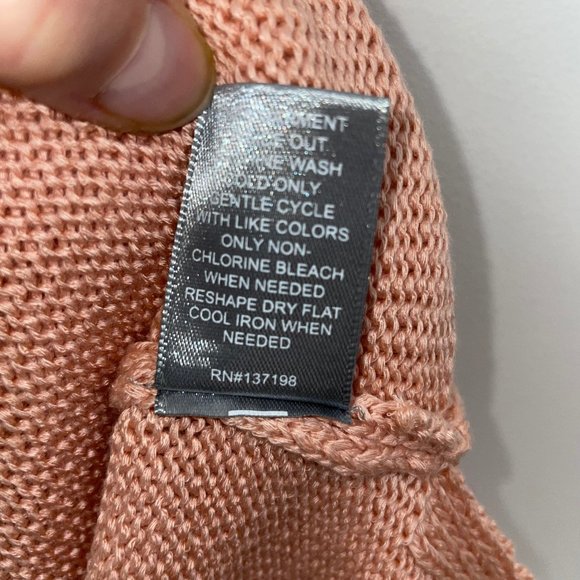 MENT
OUT.
WASH
COLD ONLY
GENTLE CYCLE
WITH LIKE COLORS
ONLY NON-
CHLORINE BLEACH
WHEN NEEDED
RESHAPE DRY FLAT
COOL IRON WHEN
NEEDED
RN#137198